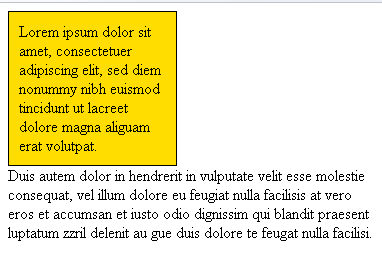 Lorem ipsum dolor sit
amet, consectetuer
adipiscing elit, sed diem
nonummy nibh euismod
tincidunt ut lacreet
dolore magna aliguam
erat volutpat.
Duis autem dolor in hendrerit in vulputate velit esse molestie
consequat, vel illum dolore eu feugiat nulla facilisis at vero
eros et accumsan et iusto odio dignissim qui blandit praesent
luptatum zzril delenit au gue duis dolore te feugat nulla facilisi.